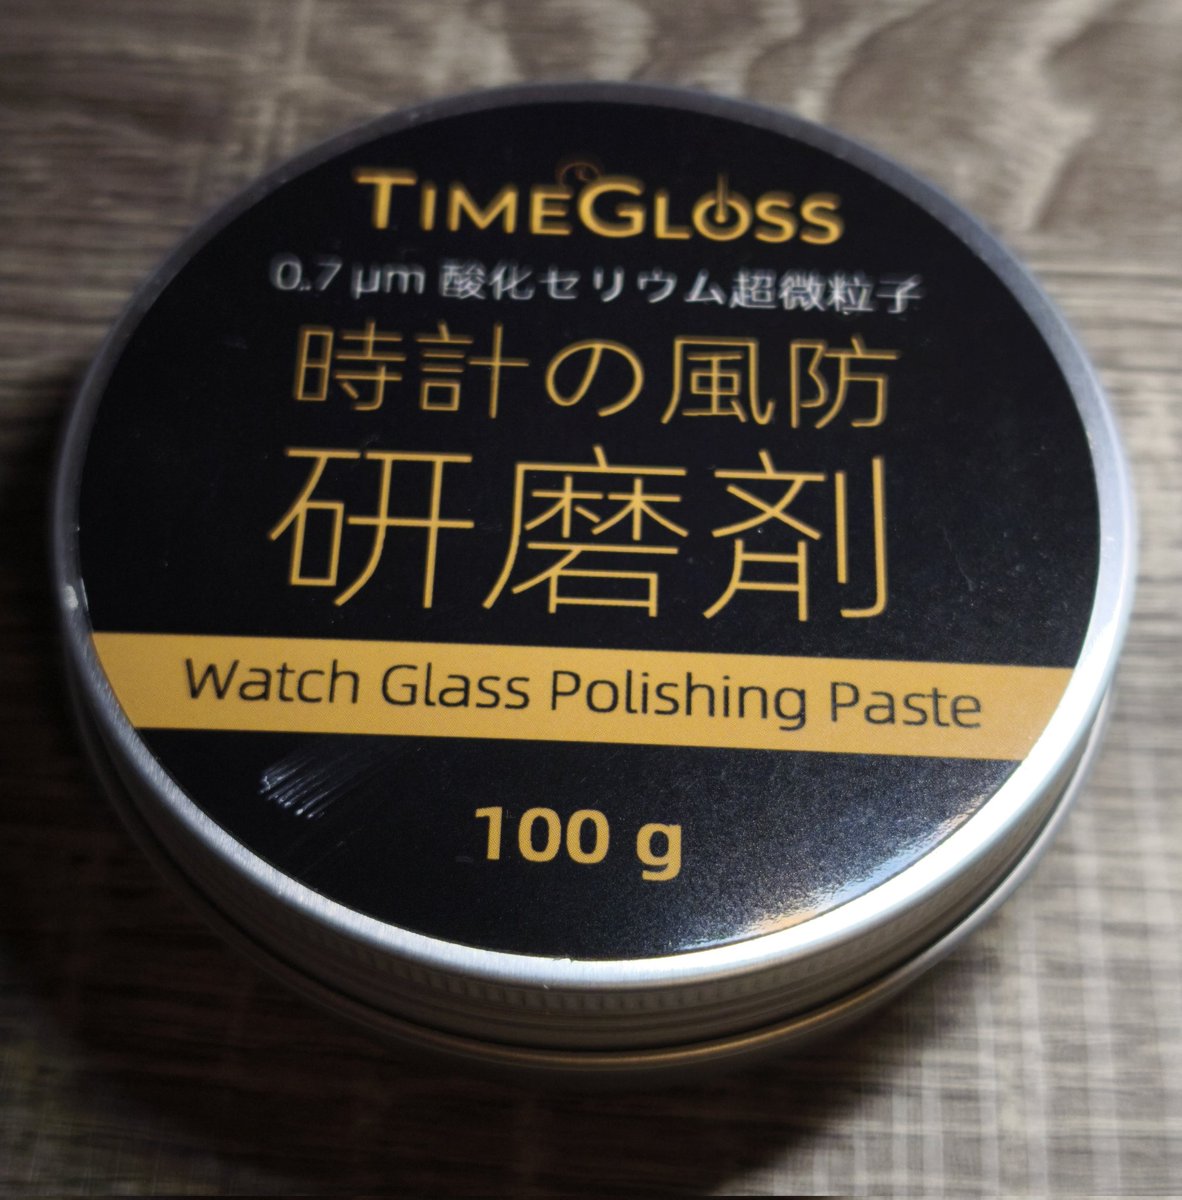 TIMEGLOSS
0.7 µm 酸化セリウム超微粒子
時計の風防
研磨剤
Watch Glass Polishing Paste
100 g